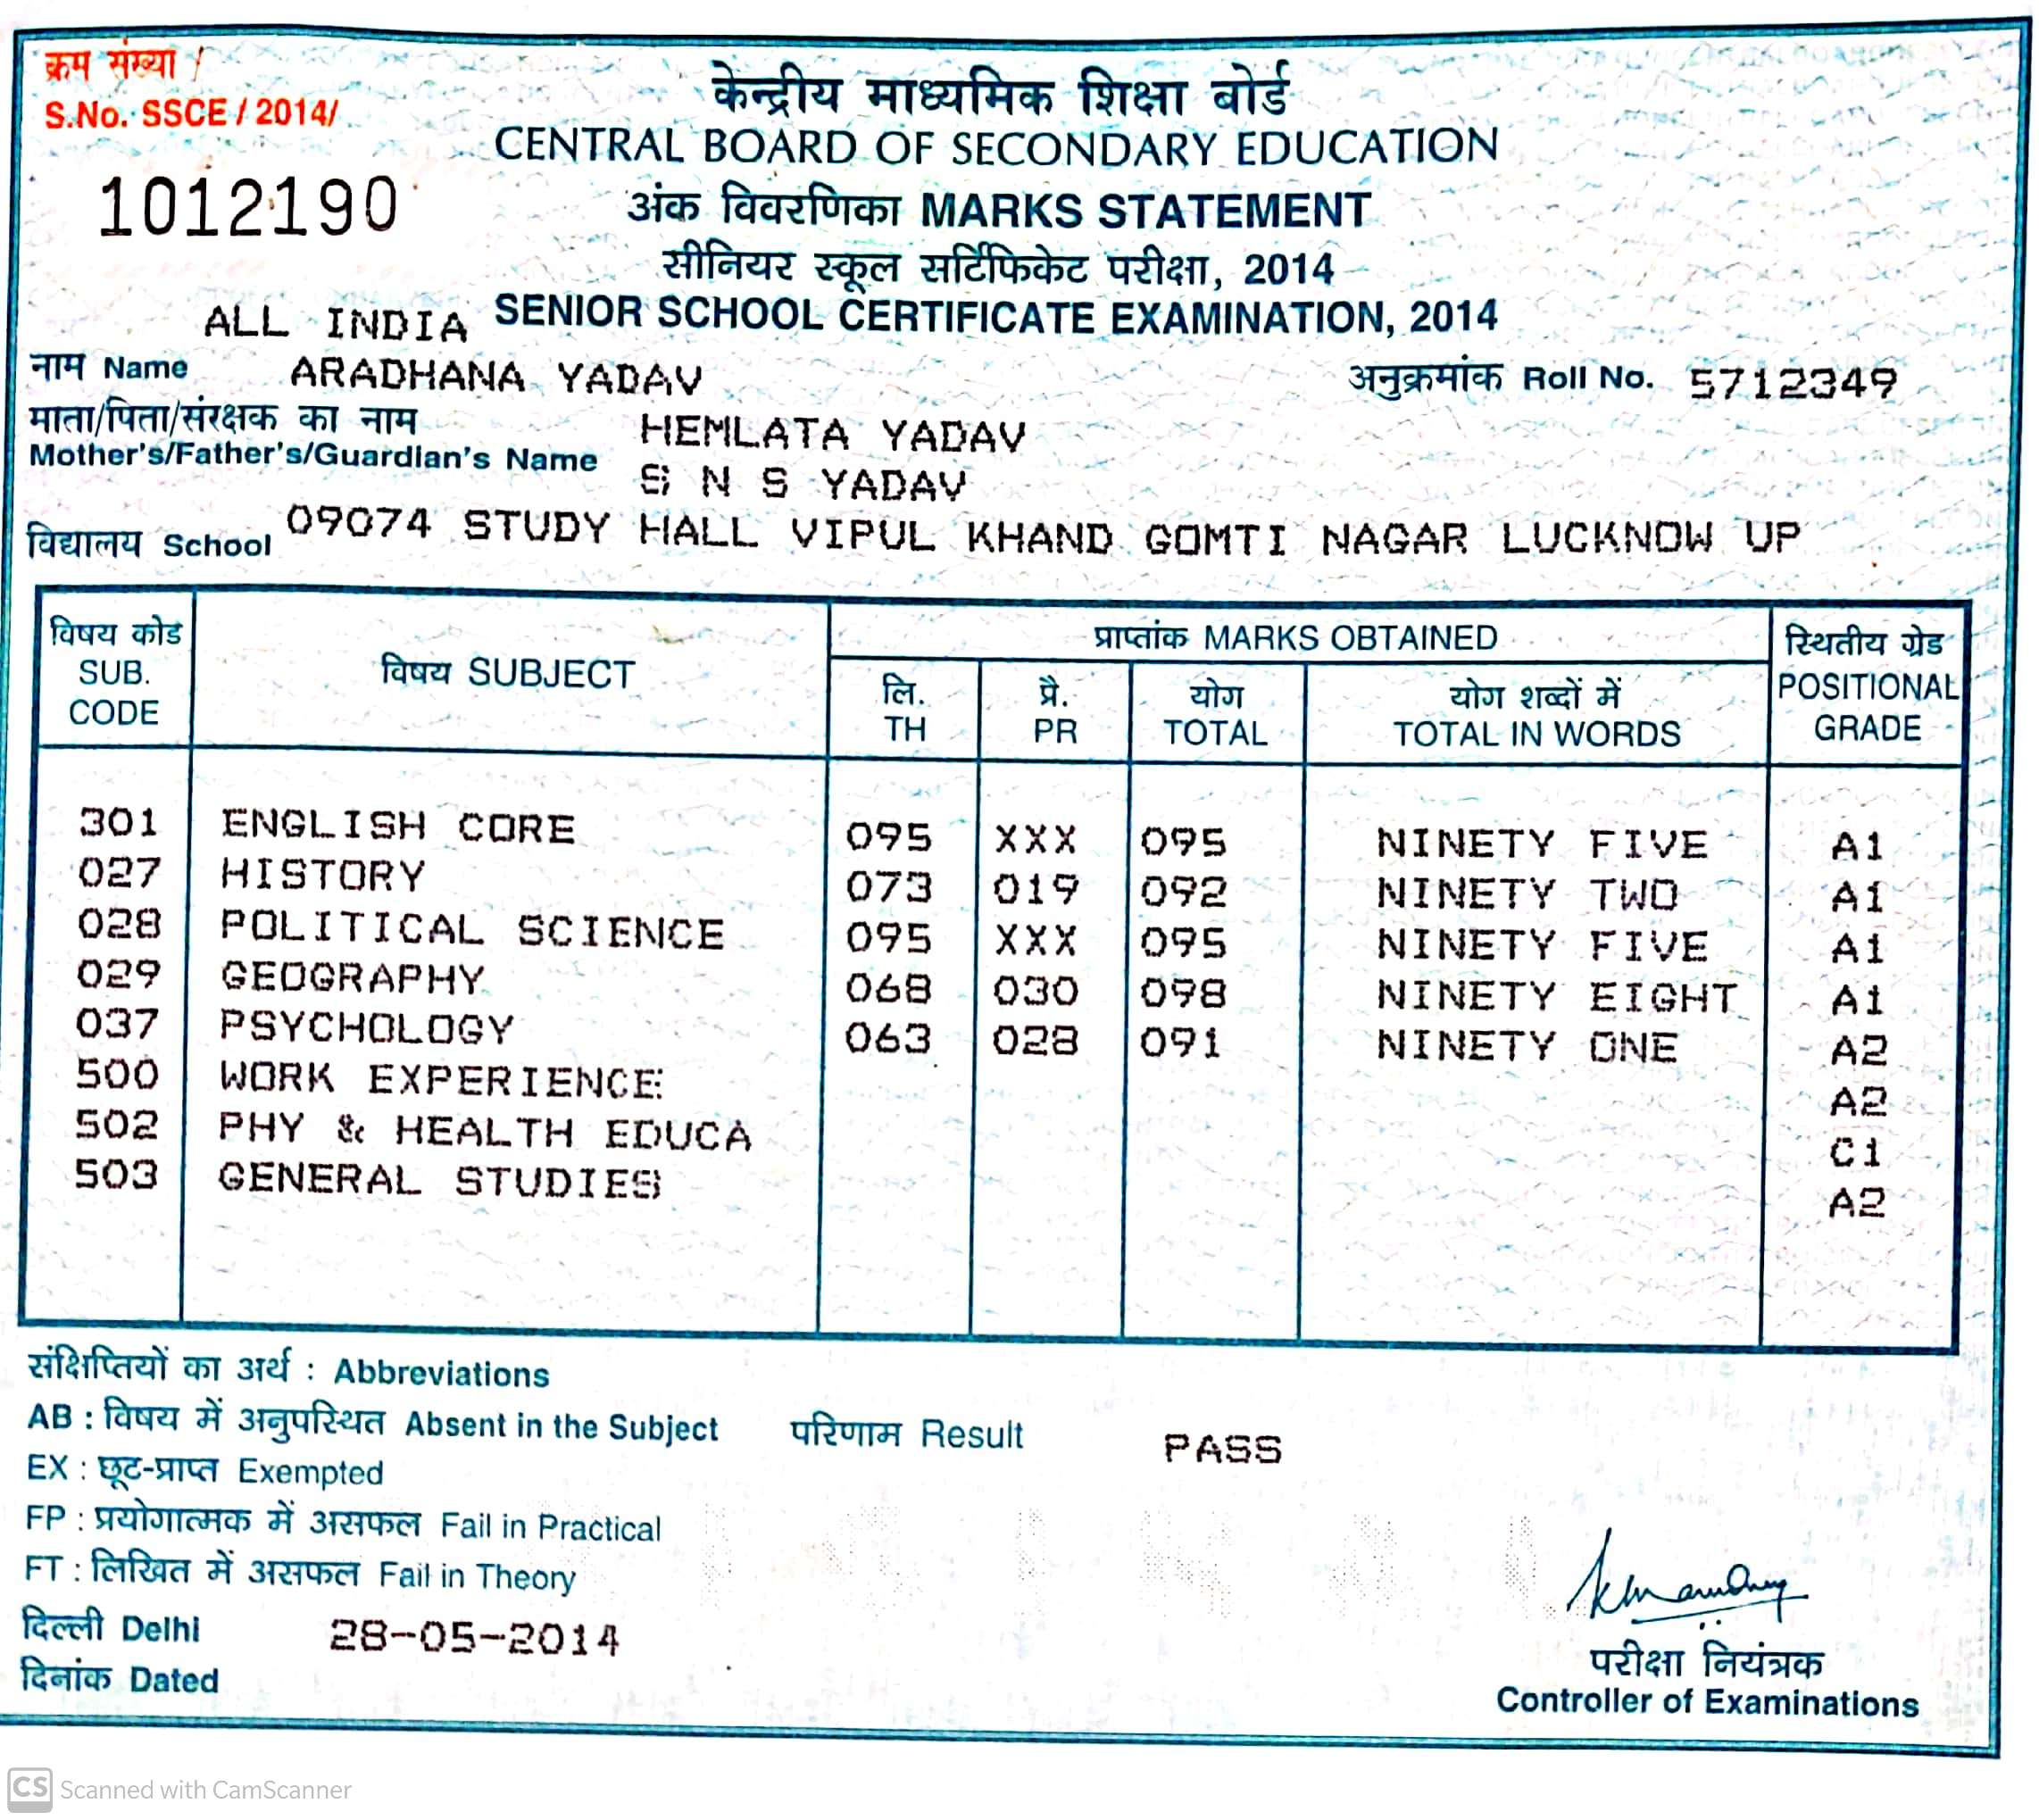 क्रम संख्या /
S.No. SSCE / 2014/
1012190
केन्द्रीय माध्यमिक शिक्षा बोर्ड
CENTRAL BOARD OF SECONDARY EDUCATION
अंक विवरणिका MARKS STATEMENT
सीनियर स्कूल सर्टिफिकेट परीक्षा, 2014
ALL INDIA SENIOR SCHOOL CERTIFICATE EXAMINATION, 2014
नाम Name ARADHANA YADAV अनुक्रमांक Roll No. 5712349
माता/पिता/संरक्षक का नाम HEMLATA YADAV
Mother's/Father's/Guardian's Name S N S YADAV
विद्यालय School 09074 STUDY HALL VIPUL KHAND GOMTI NAGAR LUCKNOW UP
विषय कोड SUB. CODE विषय SUBJECT प्राप्तांक MARKS OBTAINED स्थितीय ग्रेड POSITIONAL GRADE
लि. TH प्रै. PR योग TOTAL योग शब्दों में TOTAL IN WORDS
301 ENGLISH CORE 095 XXX 095 NINETY FIVE A1
027 HISTORY 073 019 092 NINETY TWO A1
028 POLITICAL SCIENCE 095 XXX 095 NINETY FIVE A1
029 GEOGRAPHY 068 030 098 NINETY EIGHT A1
037 PSYCHOLOGY 063 028 091 NINETY ONE A2
500 WORK EXPERIENCE A2
502 PHY & HEALTH EDUCA C1
503 GENERAL STUDIES A2
संक्षिप्तियों का अर्थ : Abbreviations
AB : विषय में अनुपस्थित Absent in the Subject परिणाम Result PASS
EX : छूट-प्राप्त Exempted
FP : प्रयोगात्मक में असफल Fail in Practical
FT : लिखित में असफल Fail in Theory
दिल्ली Delhi 28-05-2014
दिनांक Dated
परीक्षा नियंत्रक
Controller of Examinations
CS Scanned with CamScanner